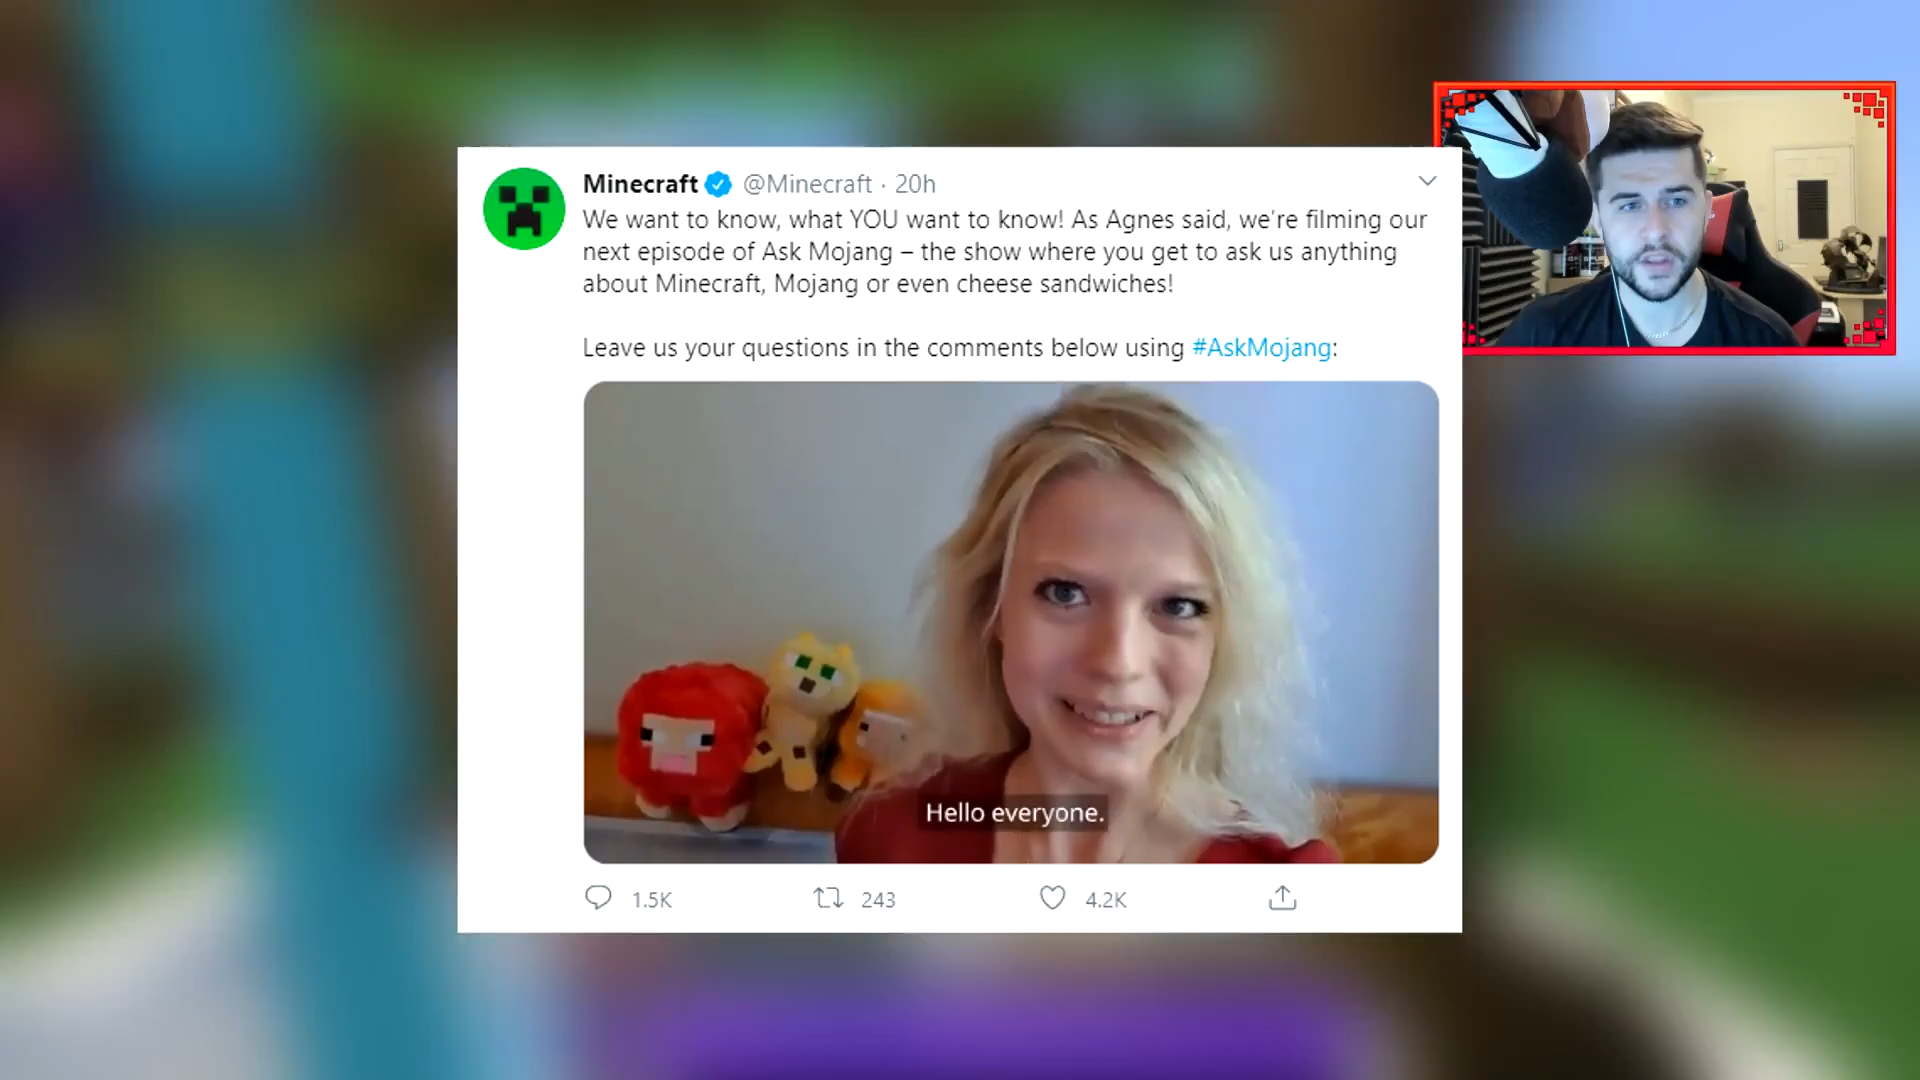 Minecraft @Minecraft · 20h
We want to know, what YOU want to know! As Agnes said, we're filming our
next episode of Ask Mojang – the show where you get to ask us anything
about Minecraft, Mojang or even cheese sandwiches!
Leave us your questions in the comments below using #AskMojang:
Hello everyone.
1.5K 243 4.2K